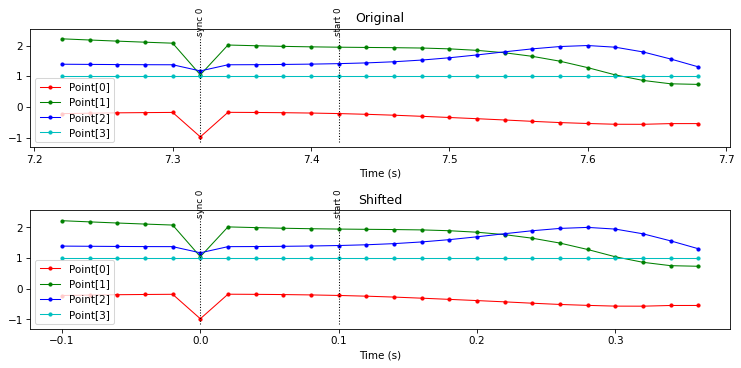 Original
sync 0
start 0
2
1
0
−1
Point[0]
Point[1]
Point[2]
Point[3]
7.2
7.3
7.4
7.5
7.6
7.7
Time (s)
Shifted
sync 0
start 0
2
1
0
−1
Point[0]
Point[1]
Point[2]
Point[3]
−0.1
0.0
0.1
0.2
0.3
Time (s)